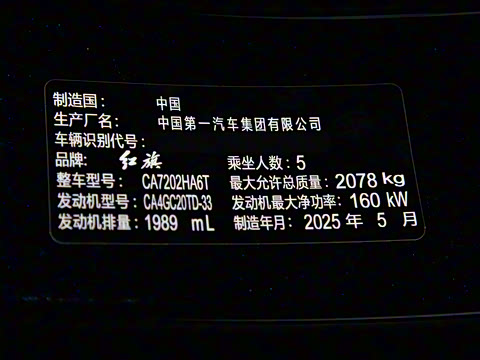 制造国： 中国
生产厂名： 中国第一汽车集团有限公司
车辆识别代号：
品牌： 红旗 乘坐人数：5
整车型号： CA7202HA6T 最大允许总质量：2078 kg
发动机型号：CA4GC20TD-33 发动机最大净功率：160 kW
发动机排量：1989 mL 制造年月：2025 年 5 月